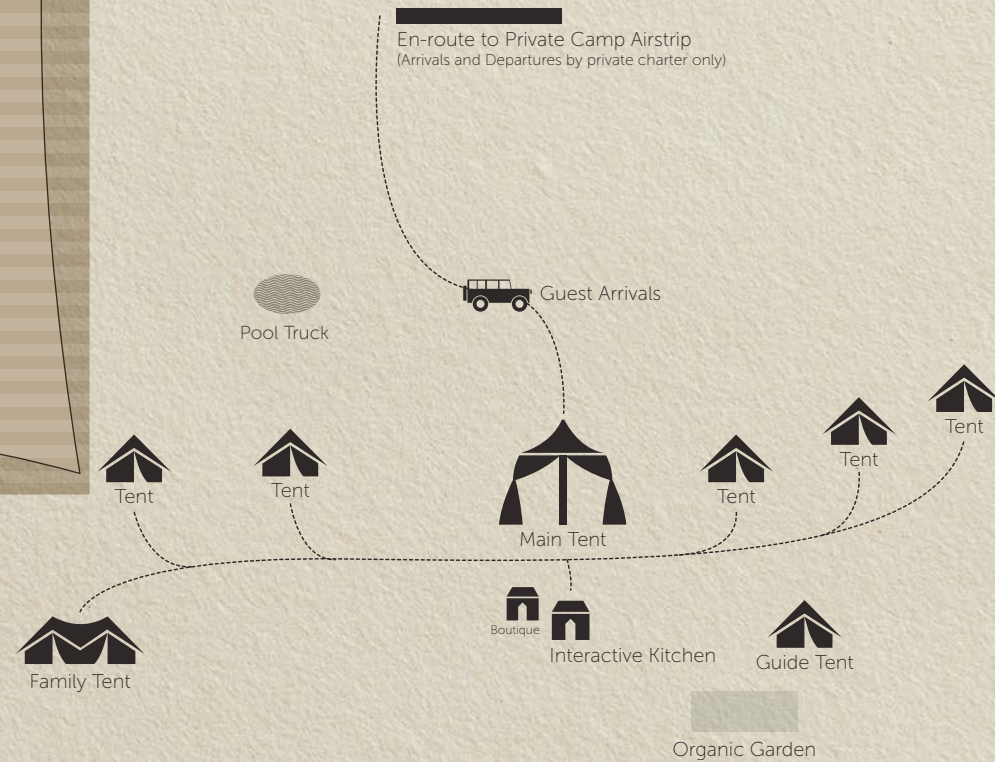 En-route to Private Camp Airstrip
(Arrivals and Departures by private charter only)
Guest Arrivals
Pool Truck
Tent
Tent
Tent
Tent
Tent
Main Tent
Boutique
Interactive Kitchen
Guide Tent
Family Tent
Organic Garden